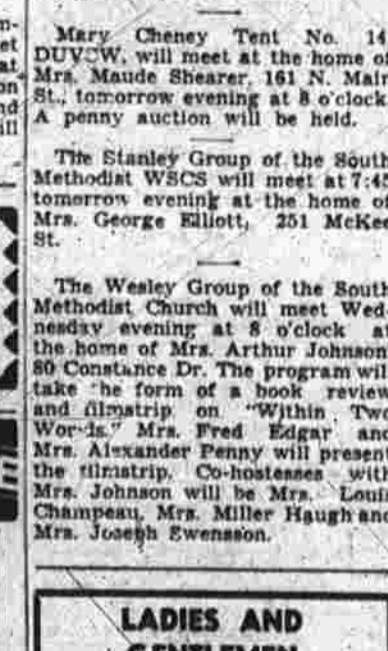 Mary Cheney Tent No. 14
DUVCW, will meet at the home of
Mrs. Maude Shearer, 161 N. Main
St., tomorrow evening at 8 o'clock
A penny auction will be held.
The Stanley Group of the South
Methodist WSCS will meet at 7:45
tomorrow evening at the home of
Mrs. George Elliott, 251 McKee
St.
The Wesley Group of the South
Methodist Church will meet Wed-
nesday evening at 8 o'clock at
the home of Mrs. Arthur Johnson
80 Constance Dr. The program will
take the form of a book review
and filmstrip on "Within Two
Worlds." Mrs. Fred Edgar and
Mrs. Alexander Penny will present
the filmstrip. Co-hostesses with
Mrs. Johnson will be Mrs. Loui
Champeau, Mrs. Miller Haugh and
Mrs. Joseph Ewensson.
LADIES AND
GENTLEMEN